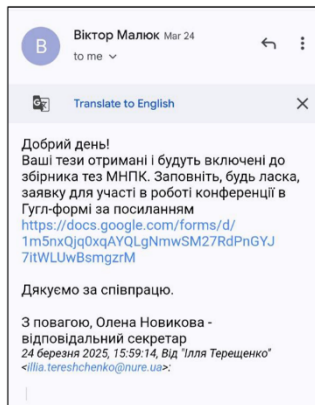 В
Віктор Малюк Mar 24
to me
Translate to English
Добрий день!
Ваші тези отримані і будуть включені до
збірника тез МНПК. Заповніть, будь ласка,
заявку для участі в роботі конференції в
Гугл-формі за посиланням
https://docs.google.com/forms/d/
1m5nxQjq0xqAYQLgNmwSM27RdPnGYJ
7itWLUwBsmgzrM
Дякуємо за співпрацю.
З повагою, Олена Новикова -
відповідальний секретар
24 березня 2025, 15:59:14, Від "Ілля Терещенко"
<illia.tereshchenko@nure.ua>: